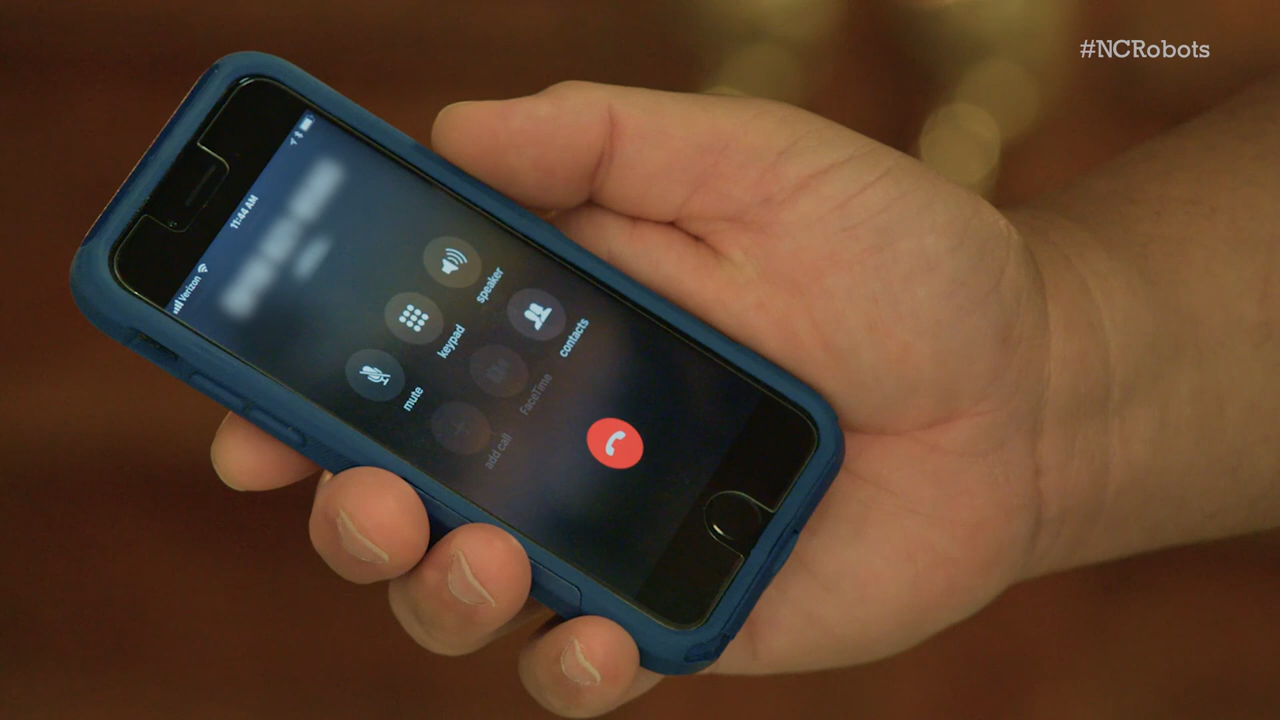 #NCRobots
Verizon 11:44 AM
mute keypad speaker
add call FaceTime contacts